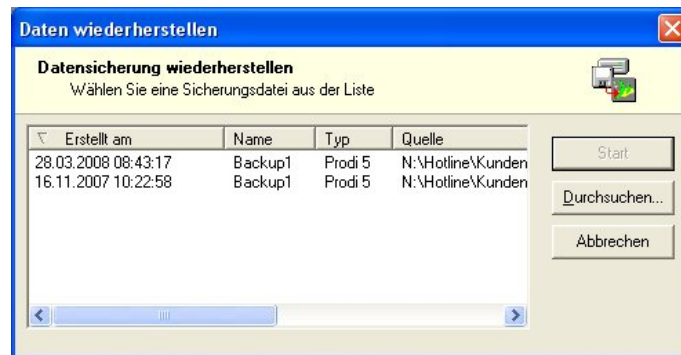 Daten wiederherstellen
Datensicherung wiederherstellen
Wählen Sie eine Sicherungsdatei aus der Liste
Erstellt am Name Typ Quelle
28.03.2008 08:43:17 Backup1 Prodi 5 N:\Hotline\Kunden
16.11.2007 10:22:58 Backup1 Prodi 5 N:\Hotline\Kunden
Start
Durchsuchen...
Abbrechen